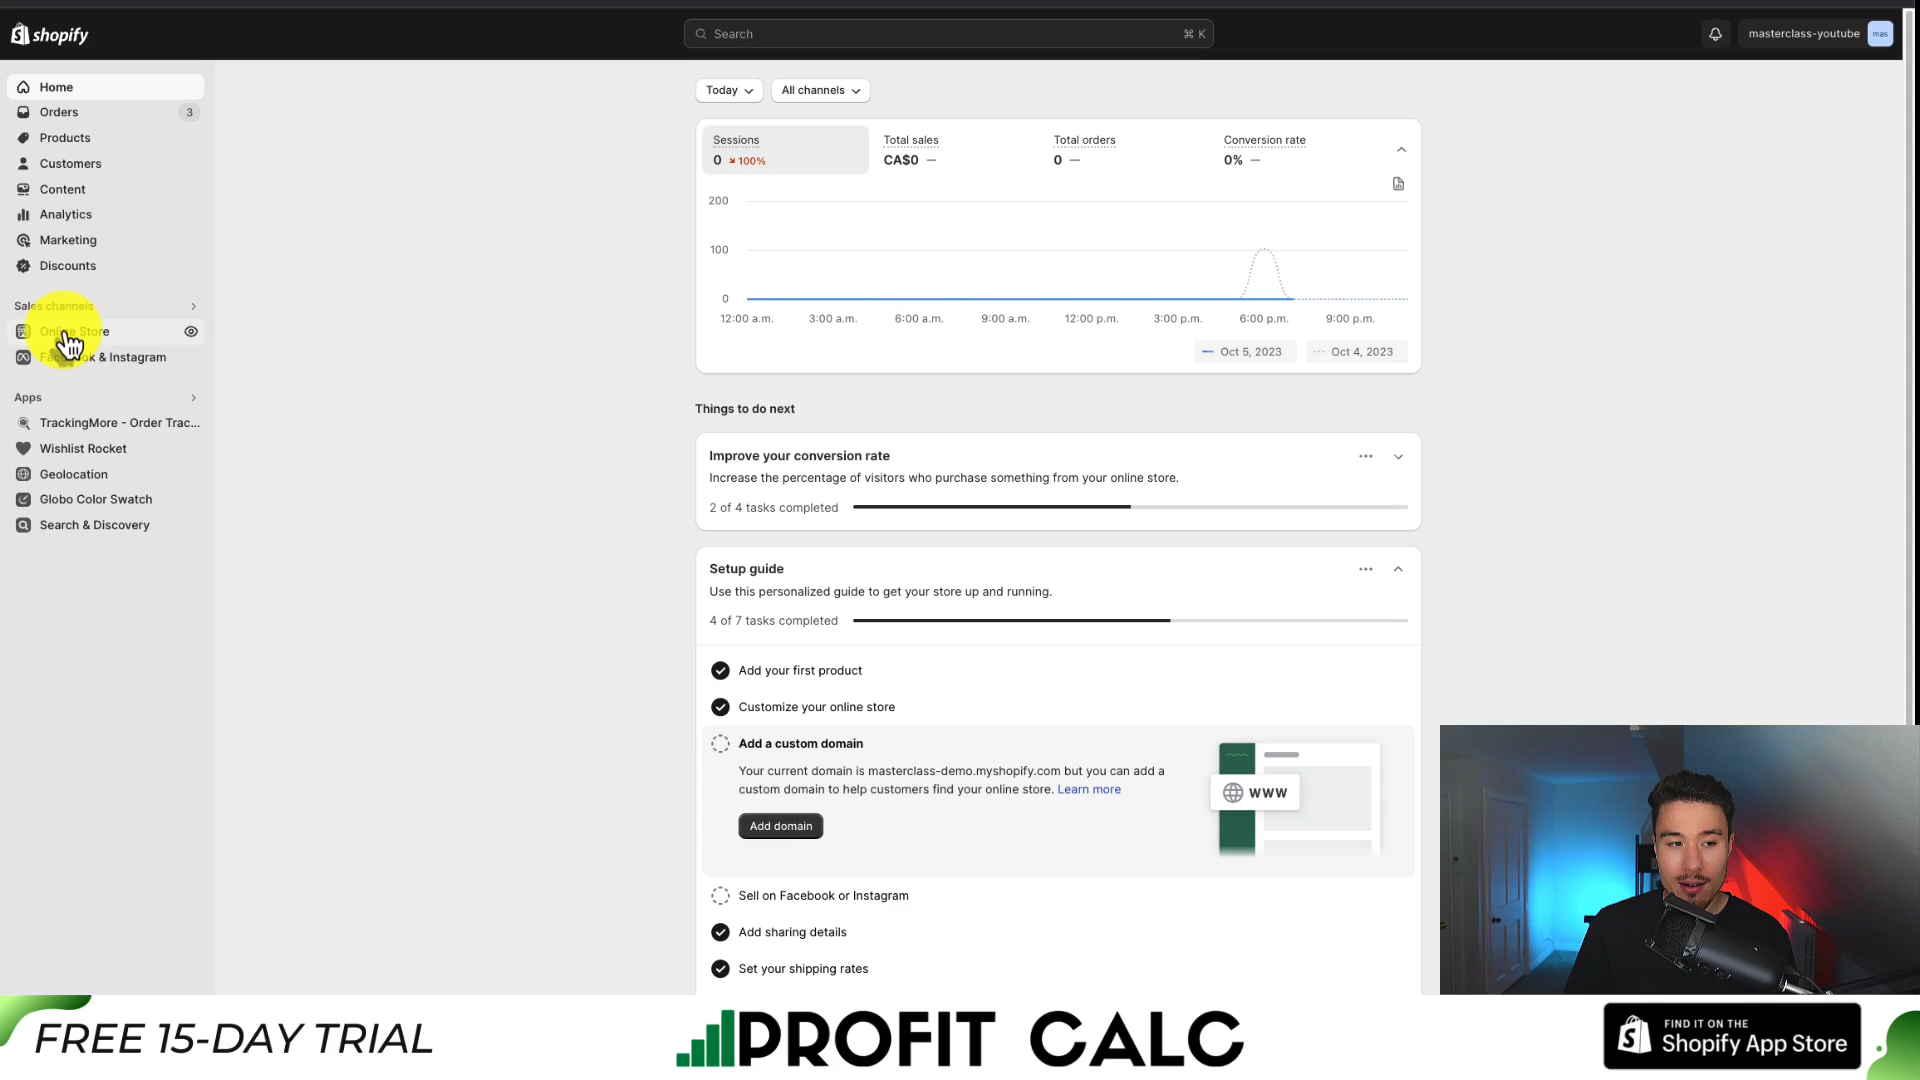 shopify
Search
⌘ K
masterclass-youtube
mas
Home
Orders
3
Products
Customers
Content
Analytics
Marketing
Discounts
Sales channels
Online Store
Facebook & Instagram
Apps
TrackingMore - Order Trac...
Wishlist Rocket
Geolocation
Globo Color Swatch
Search & Discovery
Today
All channels
Sessions
0 100%
Total sales
CA$0 —
Total orders
0 —
Conversion rate
0% —
200
100
0
12:00 a.m. 3:00 a.m. 6:00 a.m. 9:00 a.m. 12:00 p.m. 3:00 p.m. 6:00 p.m. 9:00 p.m.
Oct 5, 2023
Oct 4, 2023
Things to do next
Improve your conversion rate
Increase the percentage of visitors who purchase something from your online store.
2 of 4 tasks completed
Setup guide
Use this personalized guide to get your store up and running.
4 of 7 tasks completed
Add your first product
Customize your online store
Add a custom domain
Your current domain is masterclass-demo.myshopify.com but you can add a
custom domain to help customers find your online store. Learn more
Add domain
www
Sell on Facebook or Instagram
Add sharing details
Set your shipping rates
FREE 15-DAY TRIAL
PROFIT CALC
FIND IT ON THE
Shopify App Store